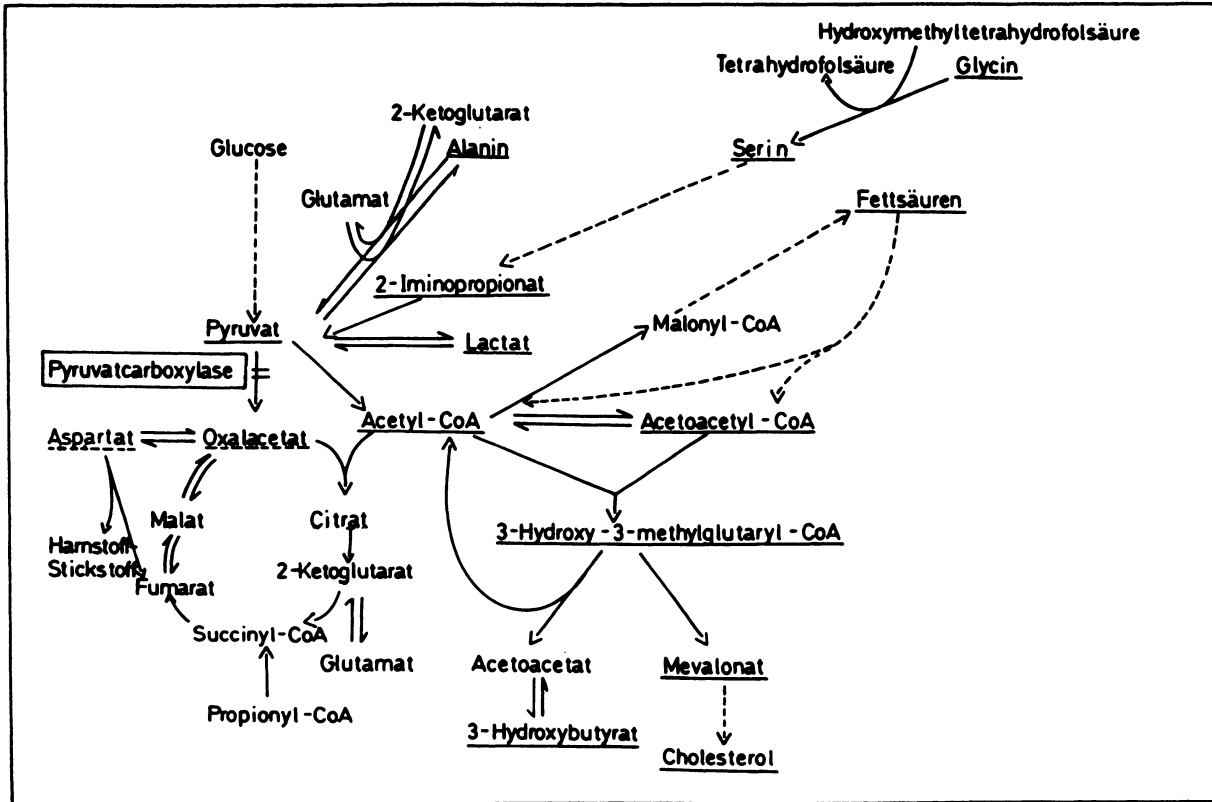 Hydroxymethyltetrahydrofolsäure
Tetrahydrofolsäure
Glycin
2-Ketoglutarat
Glucose
Alanin
Serin
Glutamat
Fettsäuren
2-Iminopropionat
Pyruvat
Malonyl-CoA
Lactat
Pyruvatcarboxylase
Acetyl-CoA
Acetoacetyl-CoA
Aspartat
Oxalacetat
Malat
Citrat
3-Hydroxy-3-methylglutaryl-CoA
Harnstoff-
Stickstoff
Fumarat
2-Ketoglutarat
Succinyl-CoA
Glutamat
Acetoacetat
Mevalonat
Propionyl-CoA
3-Hydroxybutyrat
Cholesterol